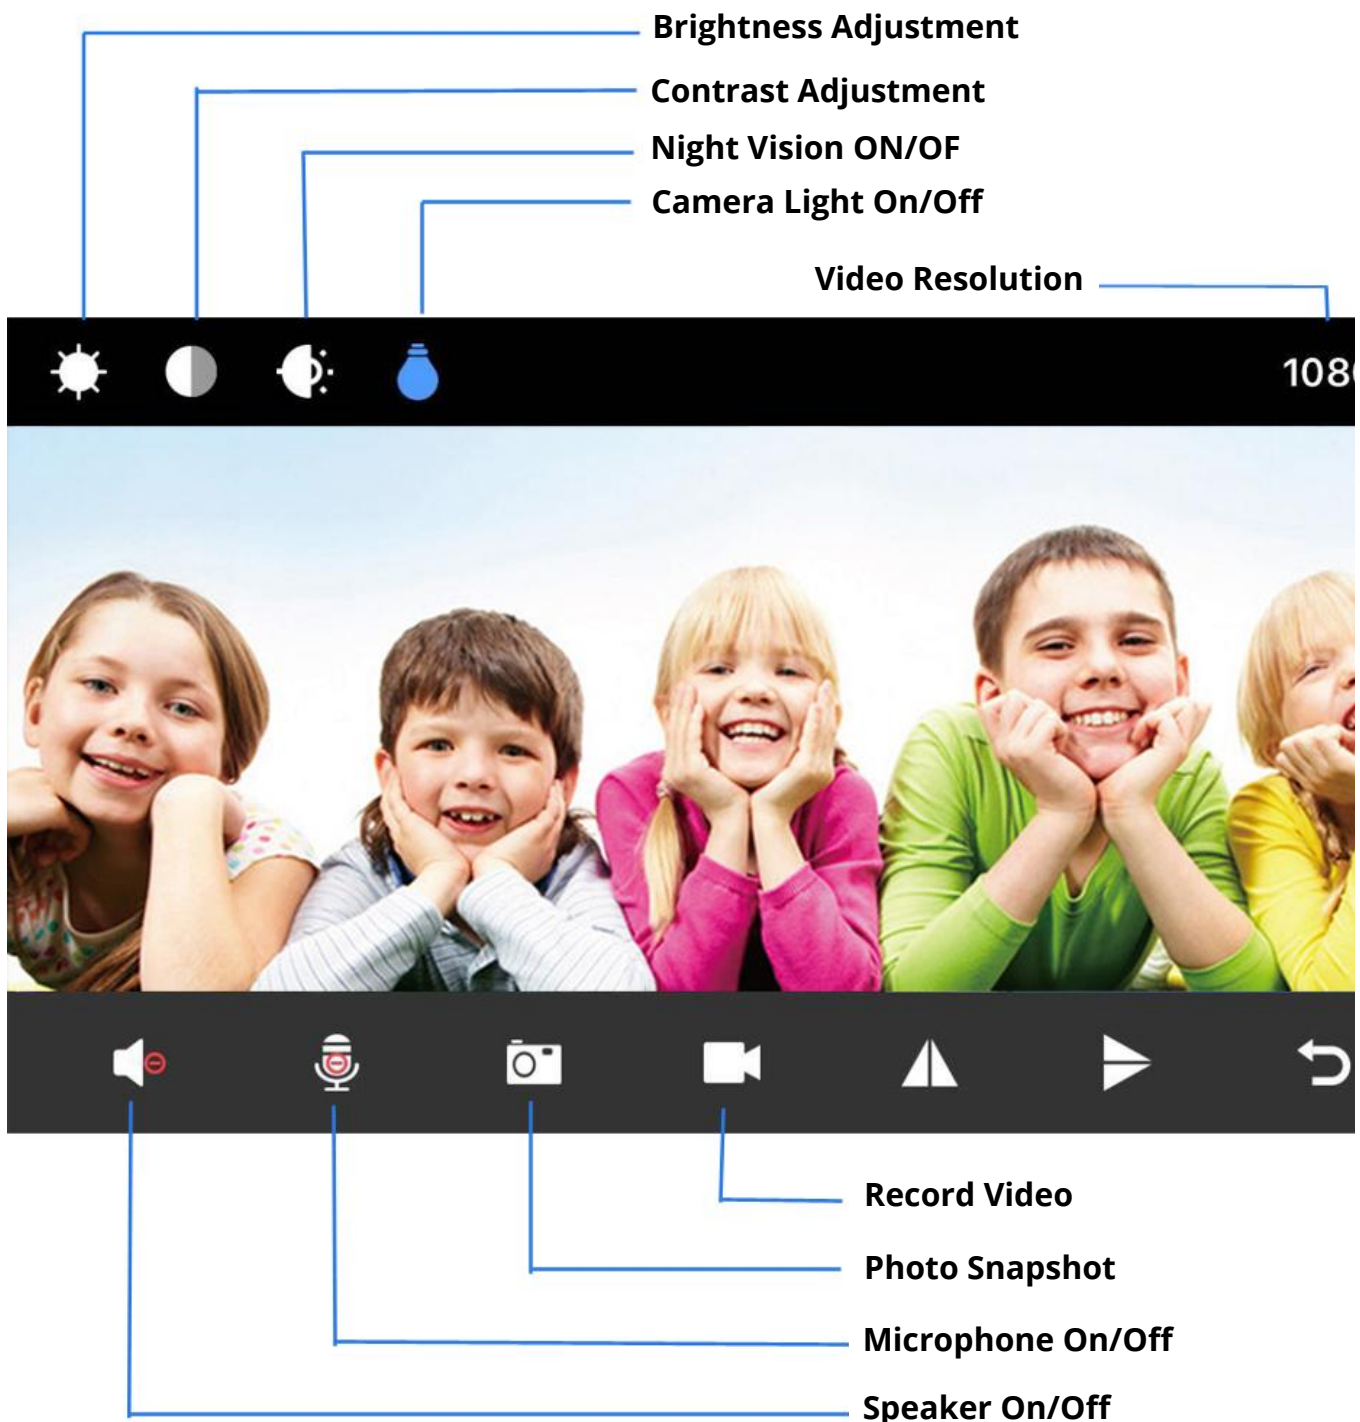 Brightness Adjustment
Contrast Adjustment
Night Vision ON/OF
Camera Light On/Off
Video Resolution
1080
Record Video
Photo Snapshot
Microphone On/Off
Speaker On/Off